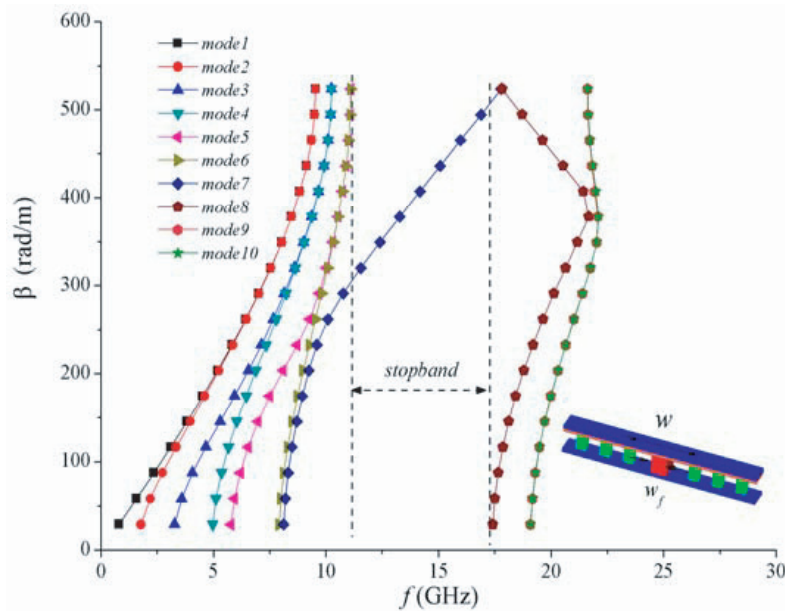 600
500
400
300
200
100
0
β (rad/m)
mode1
mode2
mode3
mode4
mode5
mode6
mode7
mode8
mode9
mode10
stopband
w
w_f
0
5
10
15
20
25
30
f (GHz)